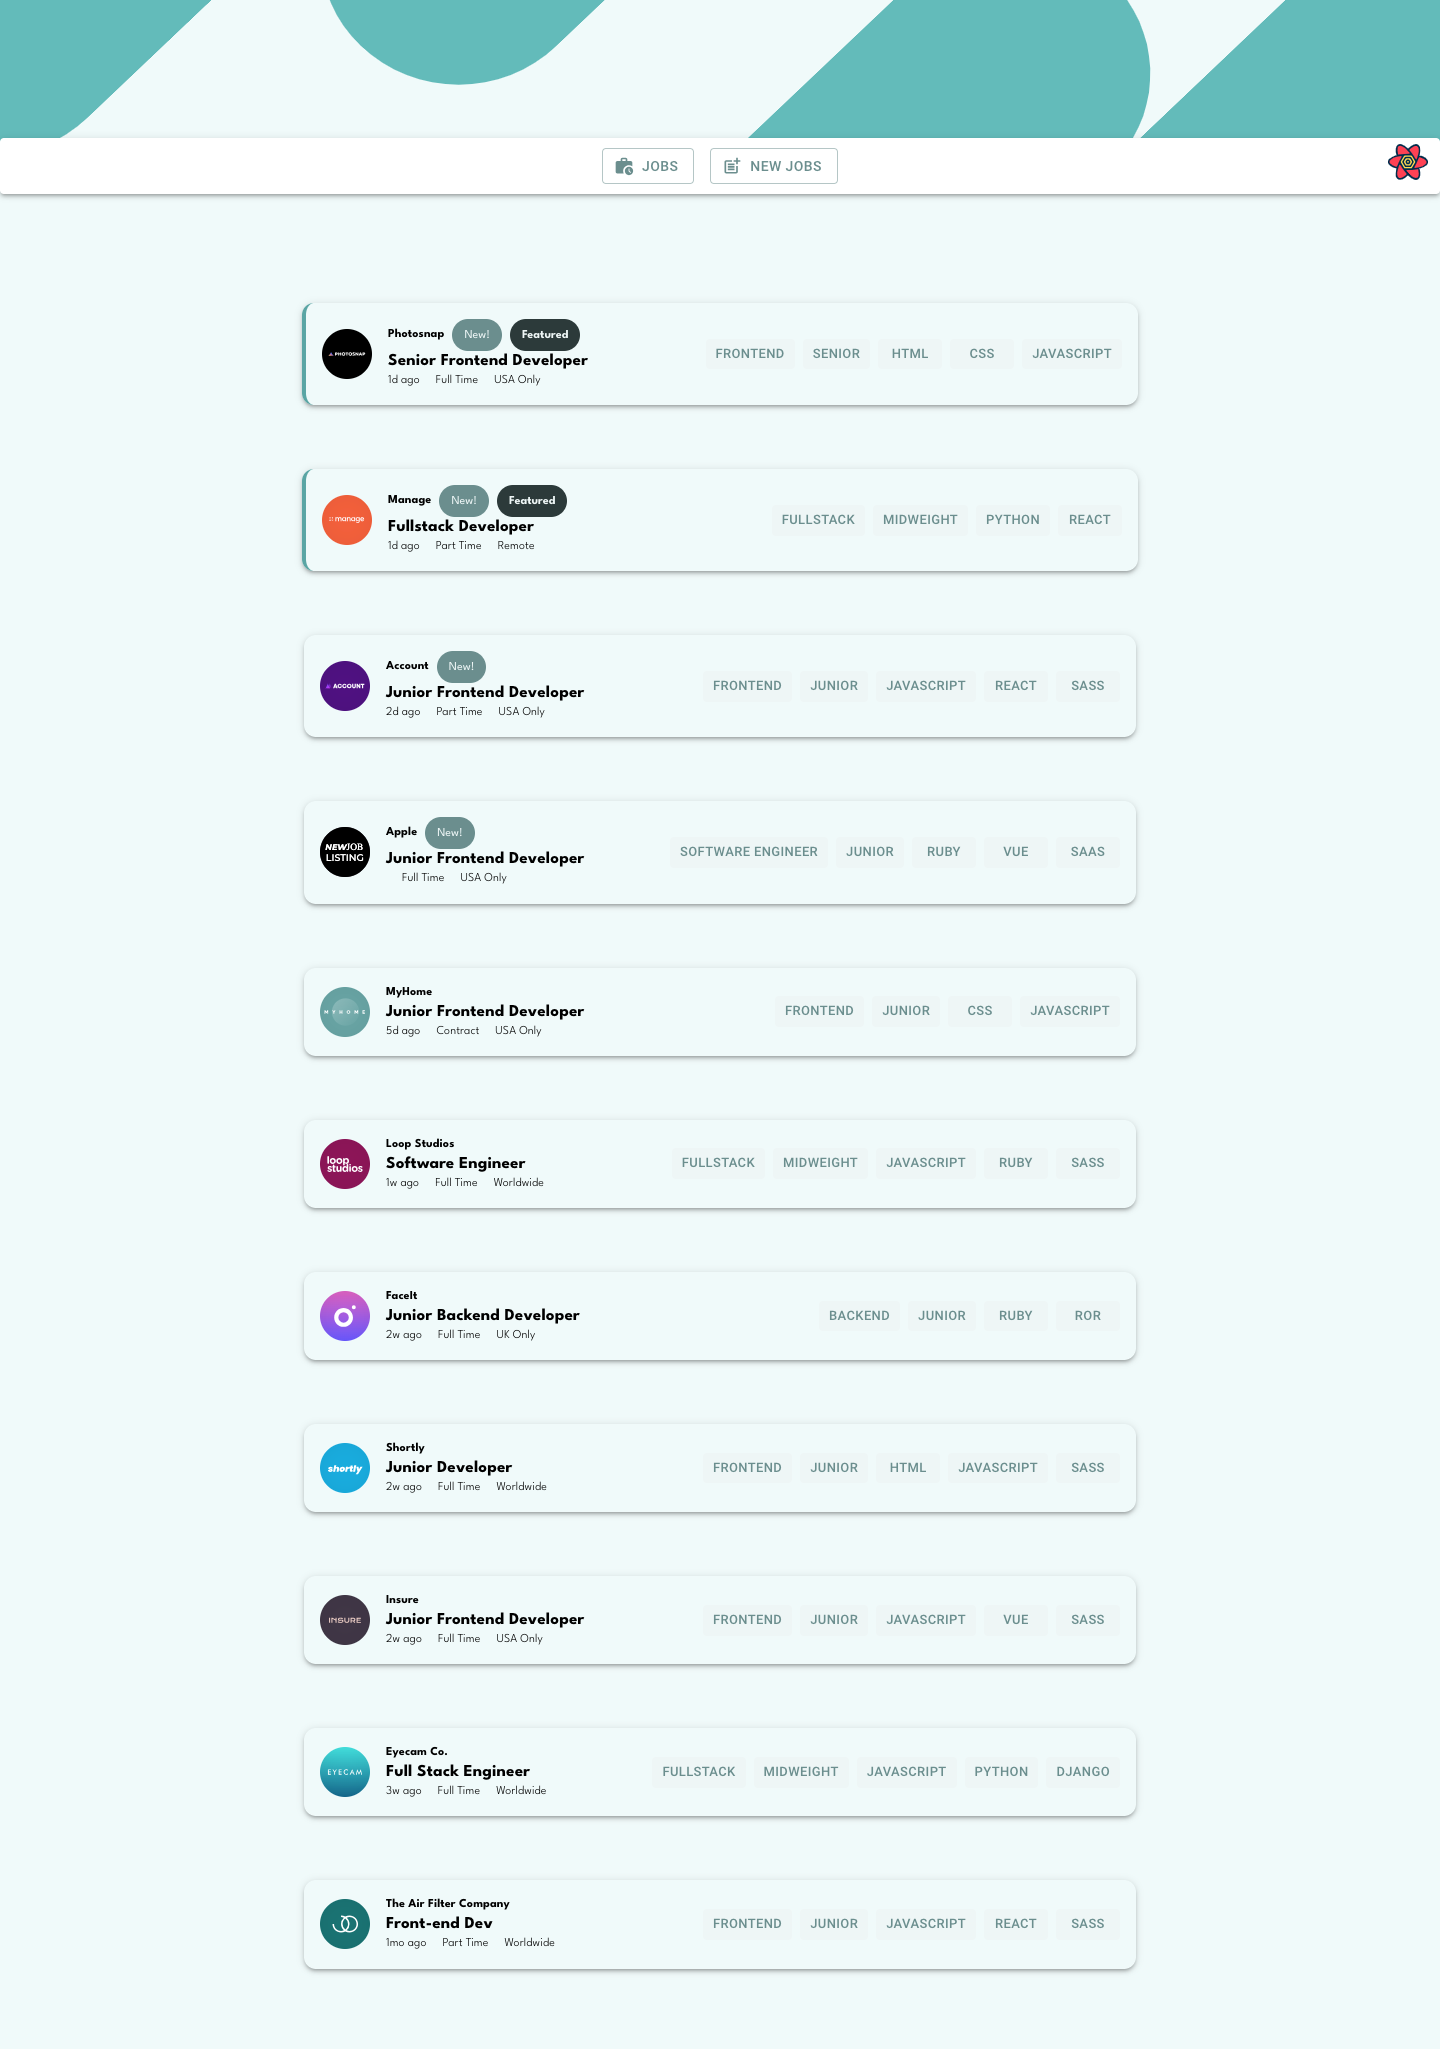 JOBS NEW JOBS
PHOTOSNAP
Photosnap New! Featured
Senior Frontend Developer
1d ago Full Time USA Only
FRONTEND SENIOR HTML CSS JAVASCRIPT
manage
Manage New! Featured
Fullstack Developer
1d ago Part Time Remote
FULLSTACK MIDWEIGHT PYTHON REACT
ACCOUNT
Account New!
Junior Frontend Developer
2d ago Part Time USA Only
FRONTEND JUNIOR JAVASCRIPT REACT SASS
NEWJOB
LISTING
Apple New!
Junior Frontend Developer
Full Time USA Only
SOFTWARE ENGINEER JUNIOR RUBY VUE SAAS
MYHOME
MyHome
Junior Frontend Developer
5d ago Contract USA Only
FRONTEND JUNIOR CSS JAVASCRIPT
loop
studios
Loop Studios
Software Engineer
1w ago Full Time Worldwide
FULLSTACK MIDWEIGHT JAVASCRIPT RUBY SASS
FaceIt
Junior Backend Developer
2w ago Full Time UK Only
BACKEND JUNIOR RUBY ROR
shortly
Shortly
Junior Developer
2w ago Full Time Worldwide
FRONTEND JUNIOR HTML JAVASCRIPT SASS
INSURE
Insure
Junior Frontend Developer
2w ago Full Time USA Only
FRONTEND JUNIOR JAVASCRIPT VUE SASS
EYECAM
Eyecam Co.
Full Stack Engineer
3w ago Full Time Worldwide
FULLSTACK MIDWEIGHT JAVASCRIPT PYTHON DJANGO
The Air Filter Company
Front-end Dev
1mo ago Part Time Worldwide
FRONTEND JUNIOR JAVASCRIPT REACT SASS